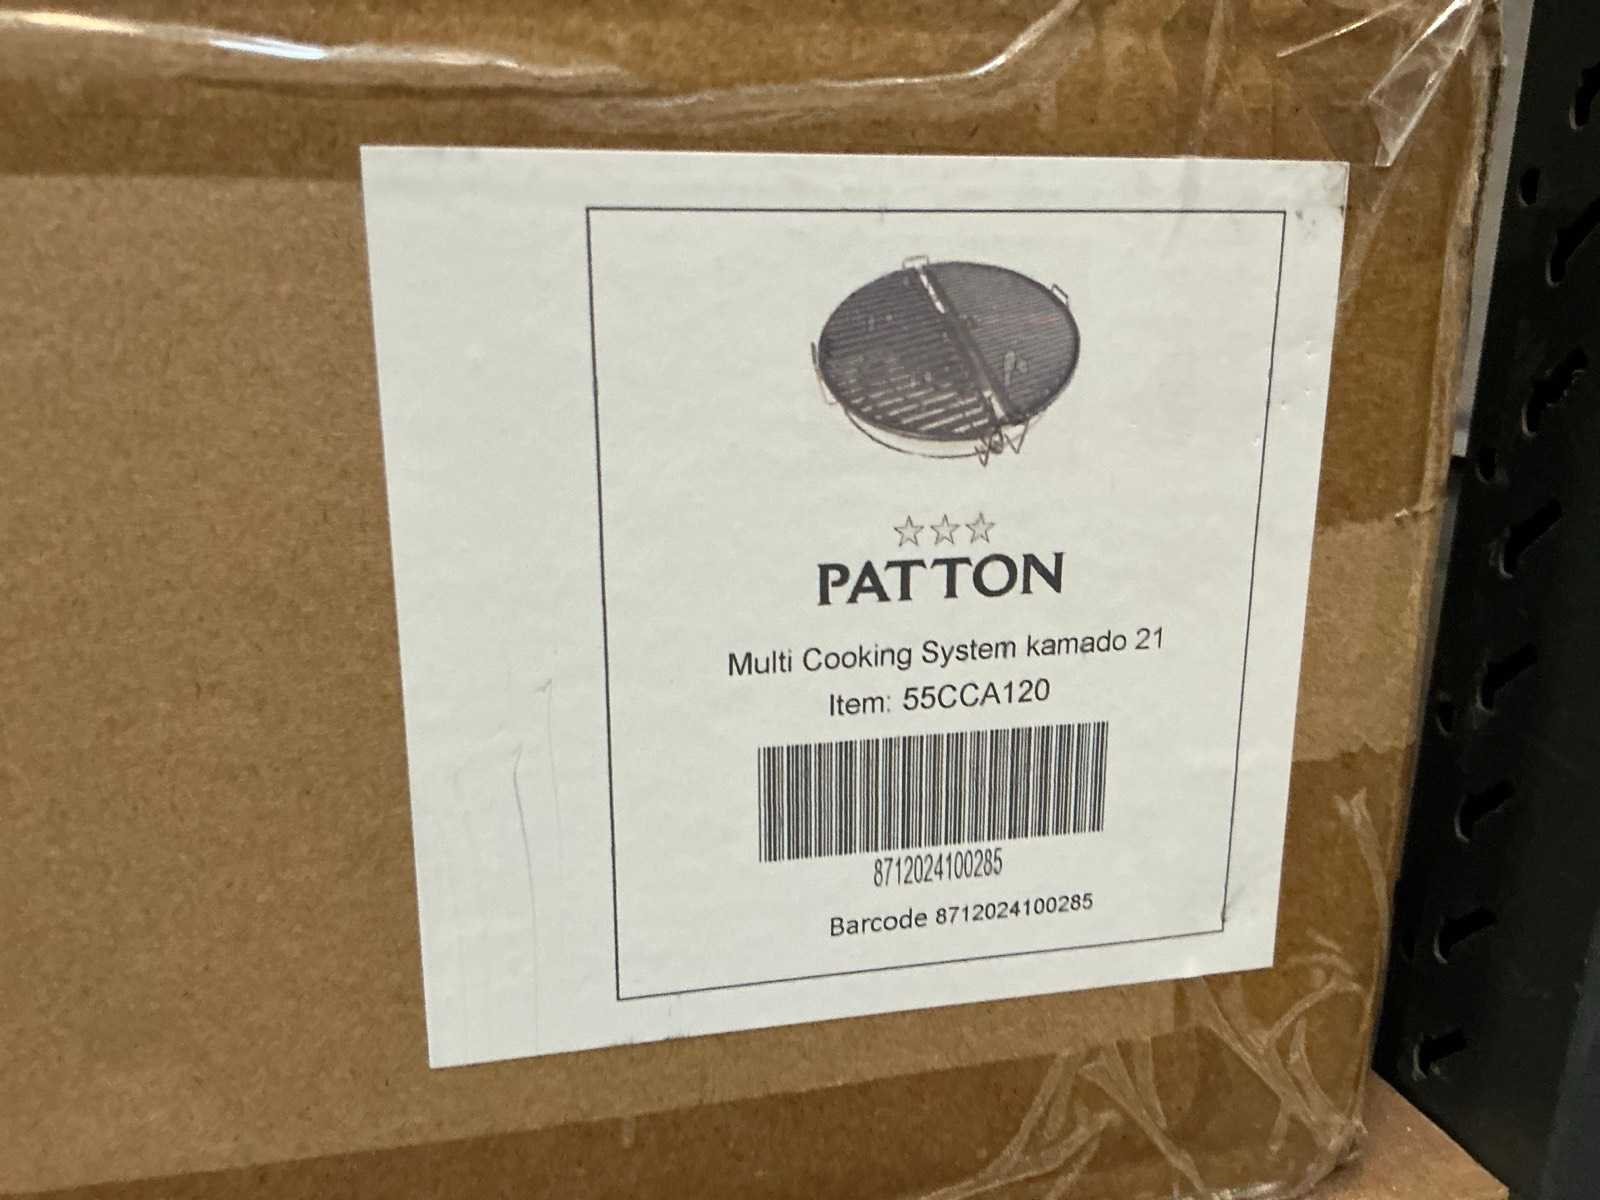 PATTON
Multi Cooking System kamado 21
Item: 55CCA120
8712024100285
Barcode 8712024100285